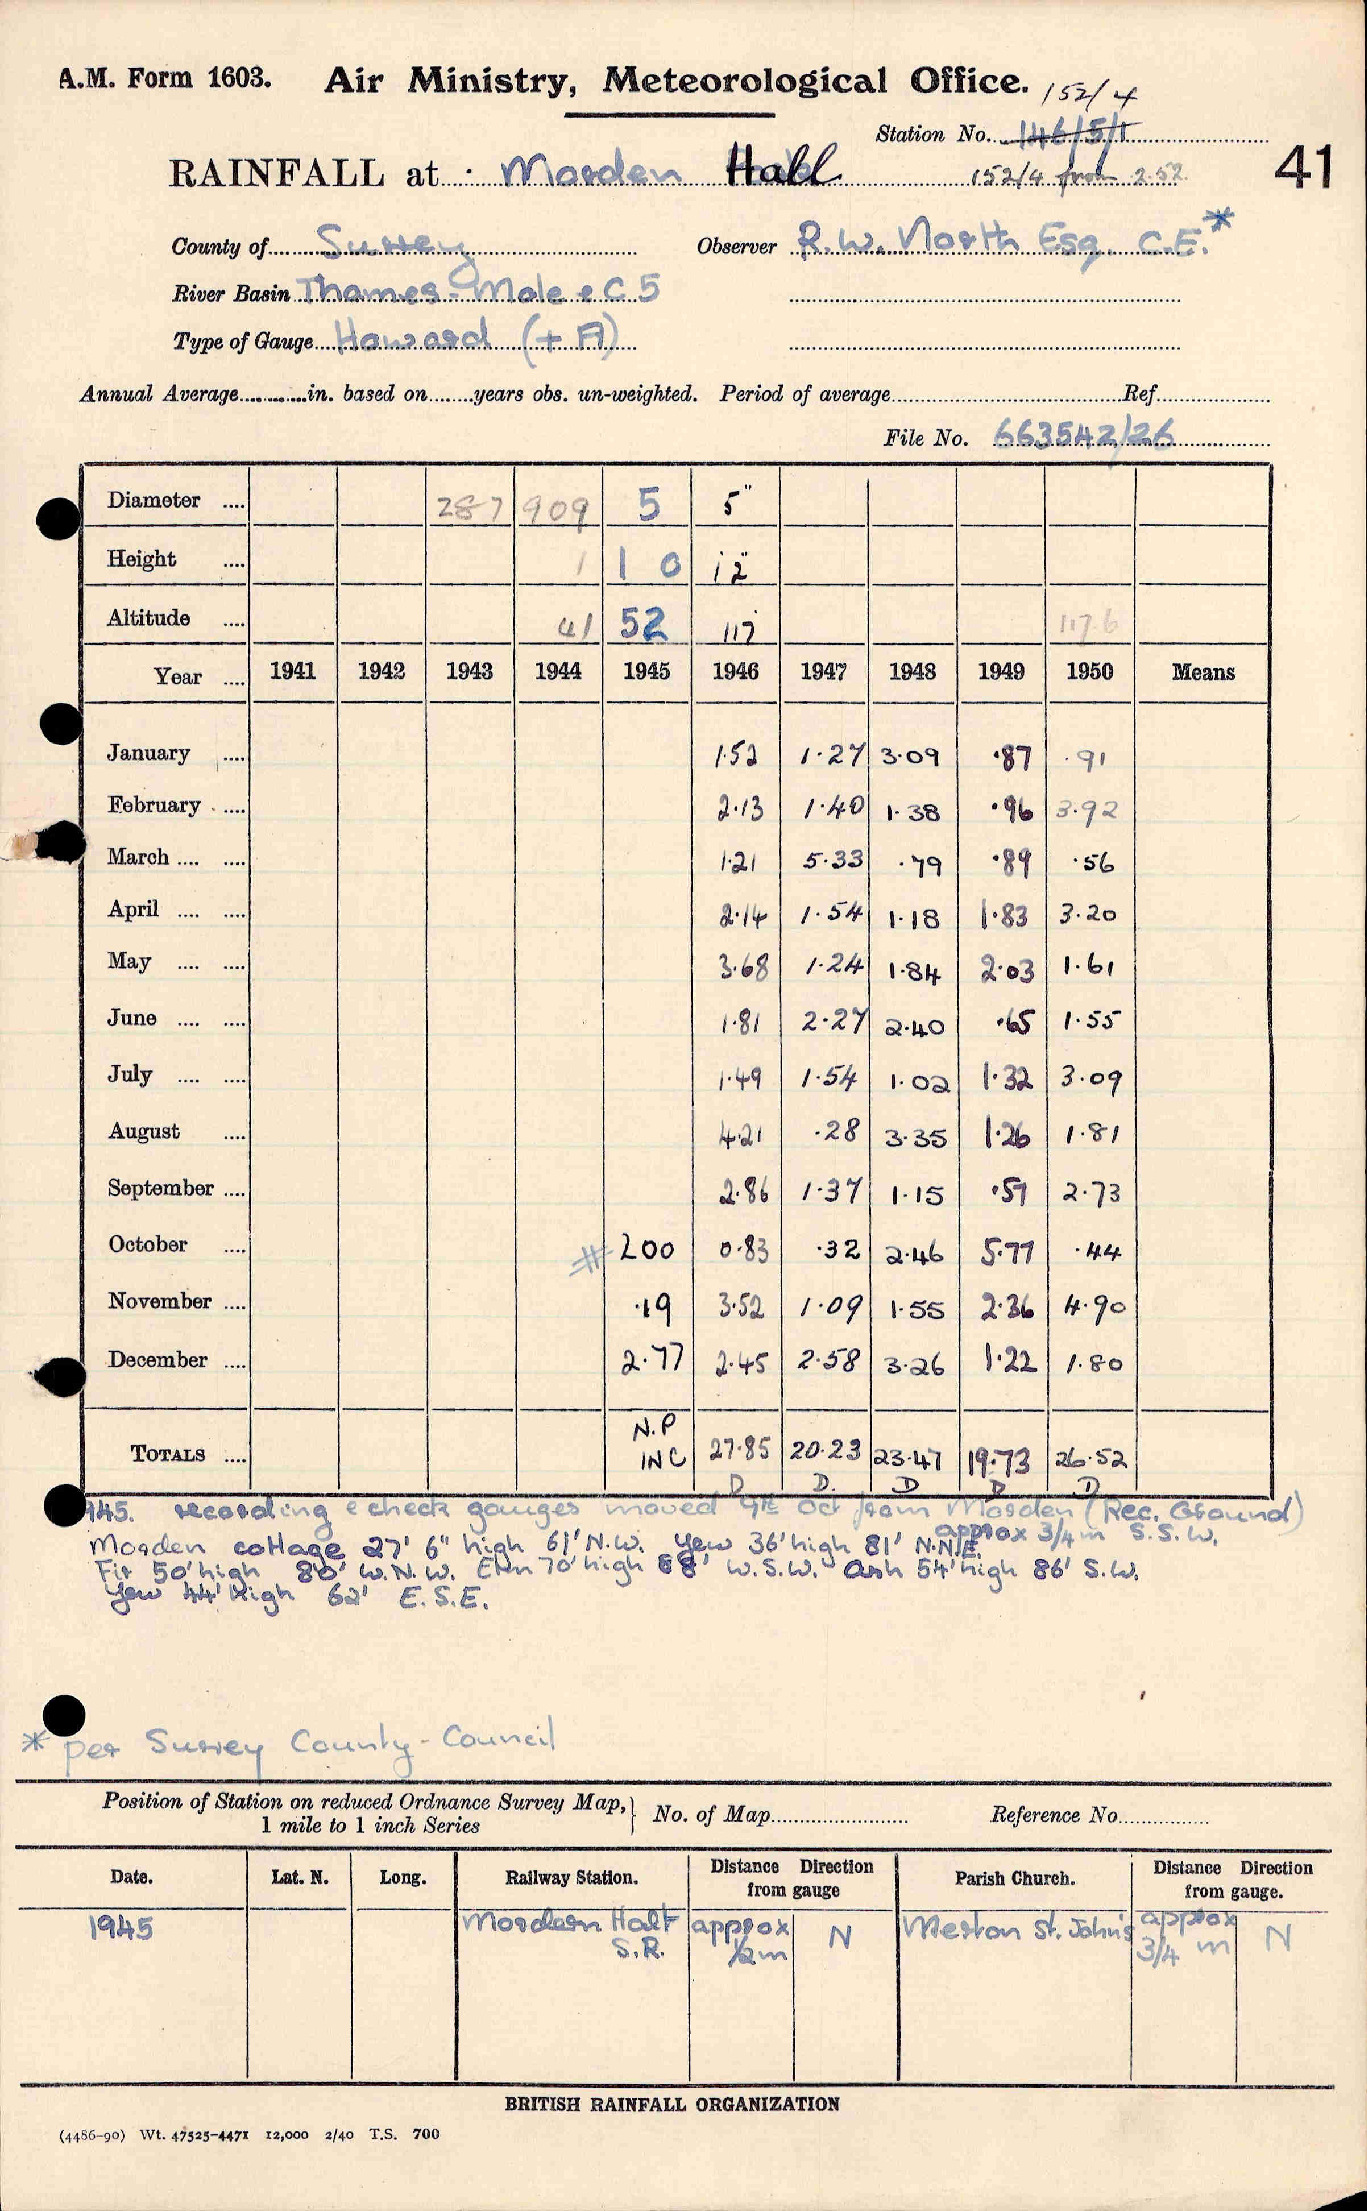 A.M. Form 1603. Air Ministry, Meteorological Office.
152/4
Station No. 146/5/1
RAINFALL at Morden Hall 152/4 from 2.52
41
County of Surrey Observer R.W. North Esq. C.E.*
River Basin Thames - Mole & C 5
Type of Gauge Howard (+ A)
Annual Average............in. based on........years obs. un-weighted. Period of average..........Ref..........
File No. 663542/26
Diameter .... 287 909 5 5"
Height .... 1 1 0 12"
Altitude .... 41 52 117 117.6
Year .... 1941 1942 1943 1944 1945 1946 1947 1948 1949 1950 Means
January .... 1.52 1.27 3.09 .87 .91
February .... 2.13 1.40 1.38 .96 3.92
March .... .... 1.21 5.33 .79 .89 .56
April .... .... 2.14 1.54 1.18 1.83 3.20
May .... .... 3.68 1.24 1.84 2.03 1.61
June .... .... 1.81 2.27 2.40 .65 1.55
July .... .... 1.49 1.54 1.02 1.32 3.09
August .... 4.21 .28 3.35 1.26 1.81
September .... 2.86 1.37 1.15 .57 2.73
October .... # 2.00 0.83 .32 2.46 5.77 .44
November .... .19 3.52 1.09 1.55 2.36 4.90
December .... 2.77 2.45 2.58 3.26 1.22 1.80
TOTALS .... N.P INC 27.85 20.23 23.47 19.73 26.52
D D. D D D
1945. recording & check gauges moved 9th Oct from Morden (Rec. Ground)
approx 3/4 m S.S.W.
Morden cottage 27' 6" high 61' N.W. Yew 36' high 81' N.N.E.
Fir 50' high 80' W.N.W. Elm 70' high 68' W.S.W. Ash 54' high 86' S.W.
Yew 44' high 62' E.S.E.
* per Surrey County-Council
Position of Station on reduced Ordnance Survey Map, 1 mile to 1 inch Series } No. of Map.......... Reference No..........
Date. Lat. N. Long. Railway Station. Distance Direction from gauge Parish Church. Distance Direction from gauge.
1945 Mordern Halt S.R. approx 1/2 m N Merton St. John's approx 3/4 m N
BRITISH RAINFALL ORGANIZATION
(4486-90) Wt. 47525-4471 12,000 2/40 T.S. 700